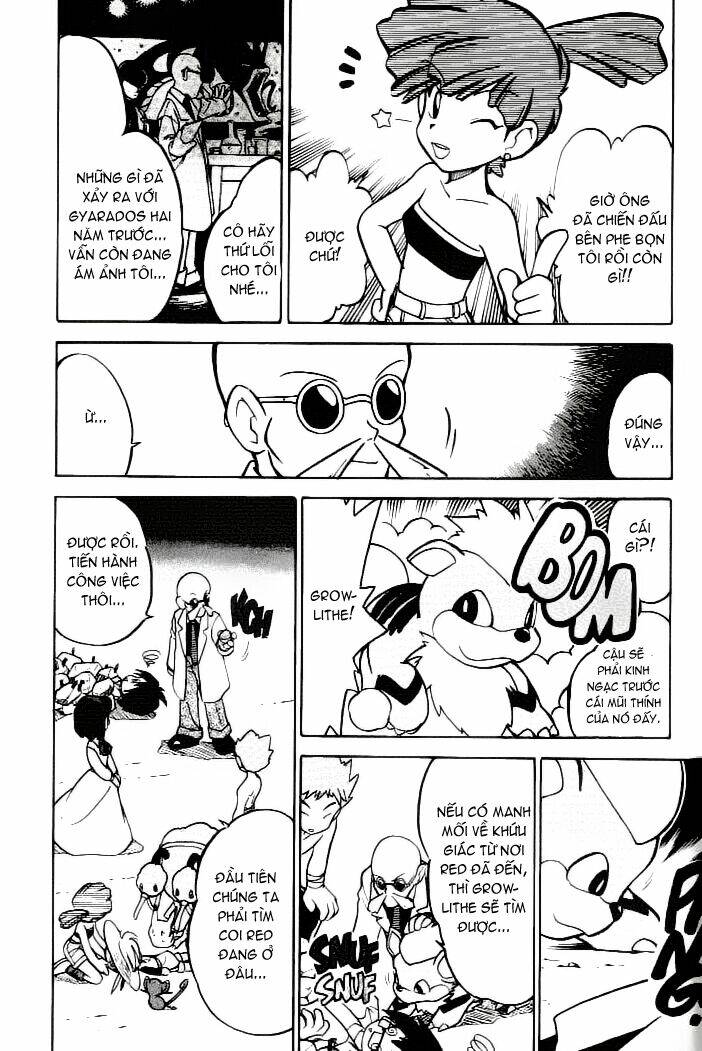 GIỜ ÔNG
ĐÃ CHIẾN ĐẤU
BÊN PHE BỌN
TÔI RỒI CÒN
GÌ!!
ĐƯỢC
CHỨ!
CÔ HÃY
THỨ LỖI
CHO TÔI
NHÉ...
NHỮNG GÌ ĐÃ
XẢY RA VỚI
GYARADOS HAI
NĂM TRƯỚC...
VẪN CÒN ĐANG
ÁM ẢNH TÔI...
ĐÚNG
VẬY...
Ừ...
CÁI
GÌ?!
BOM
GROW-
LITHE!
CẬU SẼ
PHẢI KINH
NGẠC TRƯỚC
CÁI MŨI THÍNH
CỦA NÓ ĐẤY.
ĐƯỢC RỒI.
TIẾN HÀNH
CÔNG VIỆC
THÔI...
ĐẦU TIÊN
CHÚNG TA
PHẢI TÌM
COI RED
ĐANG Ở
ĐÂU...
NẾU CÓ MANH
MỐI VỀ KHỨU
GIÁC TỪ NƠI
RED ĐÃ ĐẾN,
THÌ GROW-
LITHE SẼ TÌM
ĐƯỢC...
SNUF
SNUF